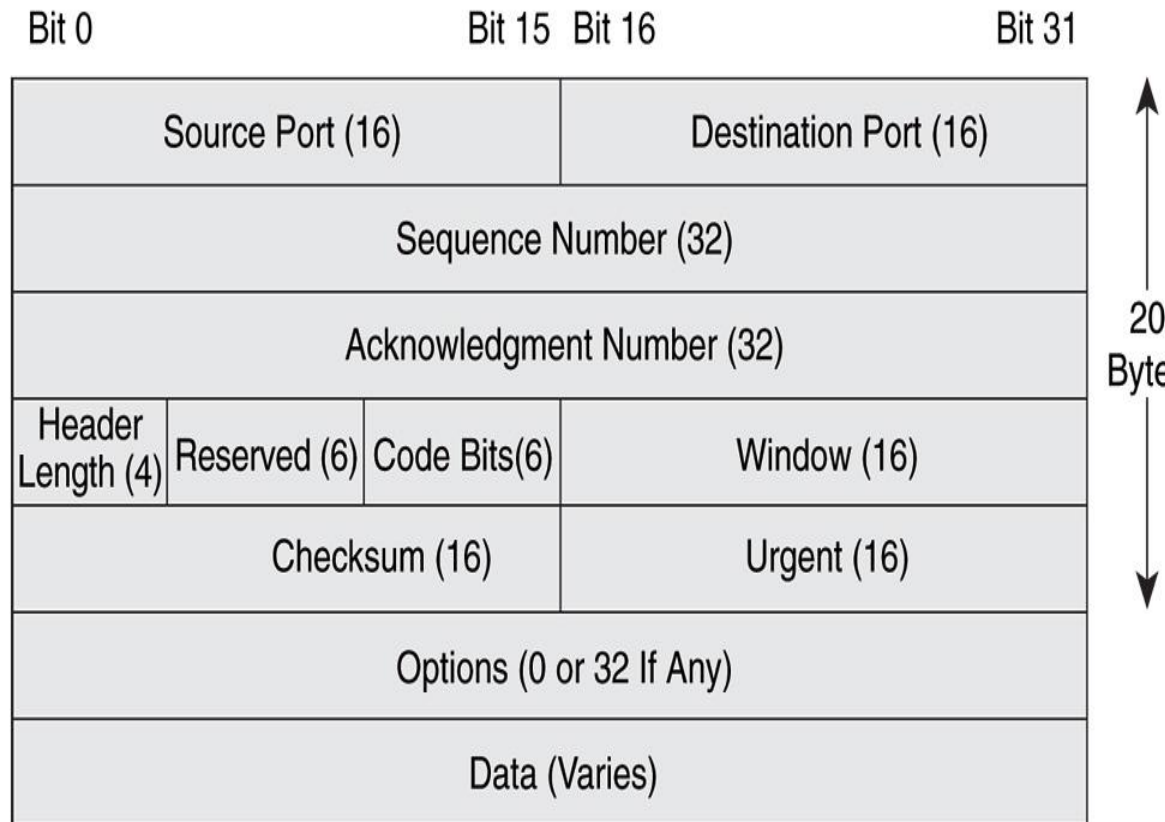 Bit 0 Bit 15 Bit 16 Bit 31
Source Port (16) Destination Port (16)
Sequence Number (32)
Acknowledgment Number (32)
20
Byte
Header
Length (4) Reserved (6) Code Bits(6) Window (16)
Checksum (16) Urgent (16)
Options (0 or 32 If Any)
Data (Varies)